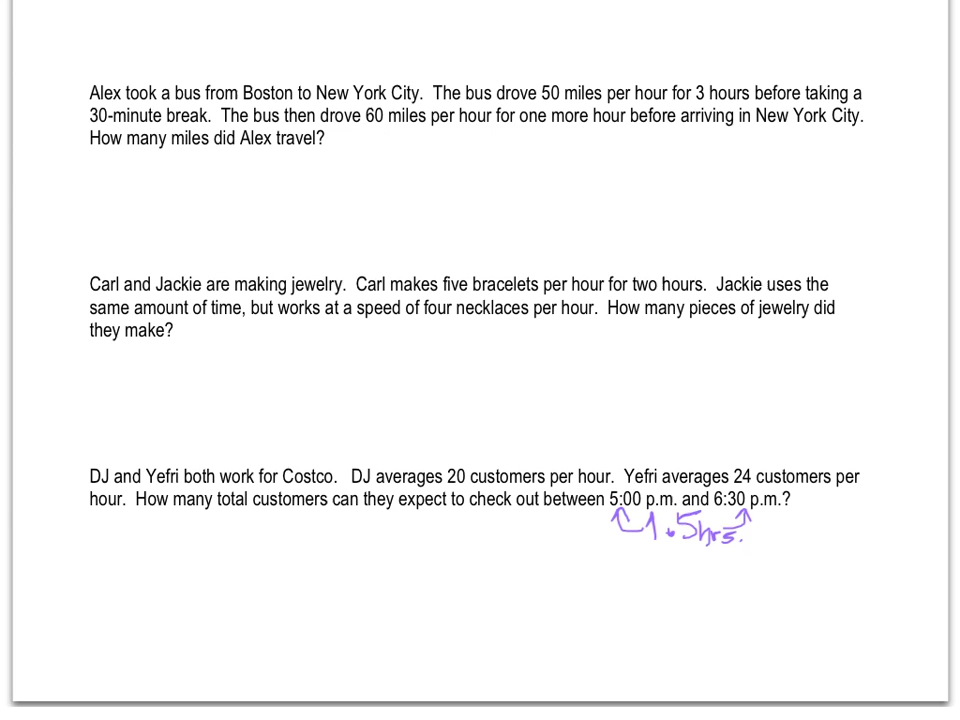 Alex took a bus from Boston to New York City.  The bus drove 50 miles per hour for 3 hours before taking a
30-minute break.  The bus then drove 60 miles per hour for one more hour before arriving in New York City.
How many miles did Alex travel?
Carl and Jackie are making jewelry.  Carl makes five bracelets per hour for two hours.  Jackie uses the
same amount of time, but works at a speed of four necklaces per hour.  How many pieces of jewelry did
they make?
DJ and Yefri both work for Costco.   DJ averages 20 customers per hour.  Yefri averages 24 customers per
hour.  How many total customers can they expect to check out between 5:00 p.m. and 6:30 p.m.?
1.5hrs.